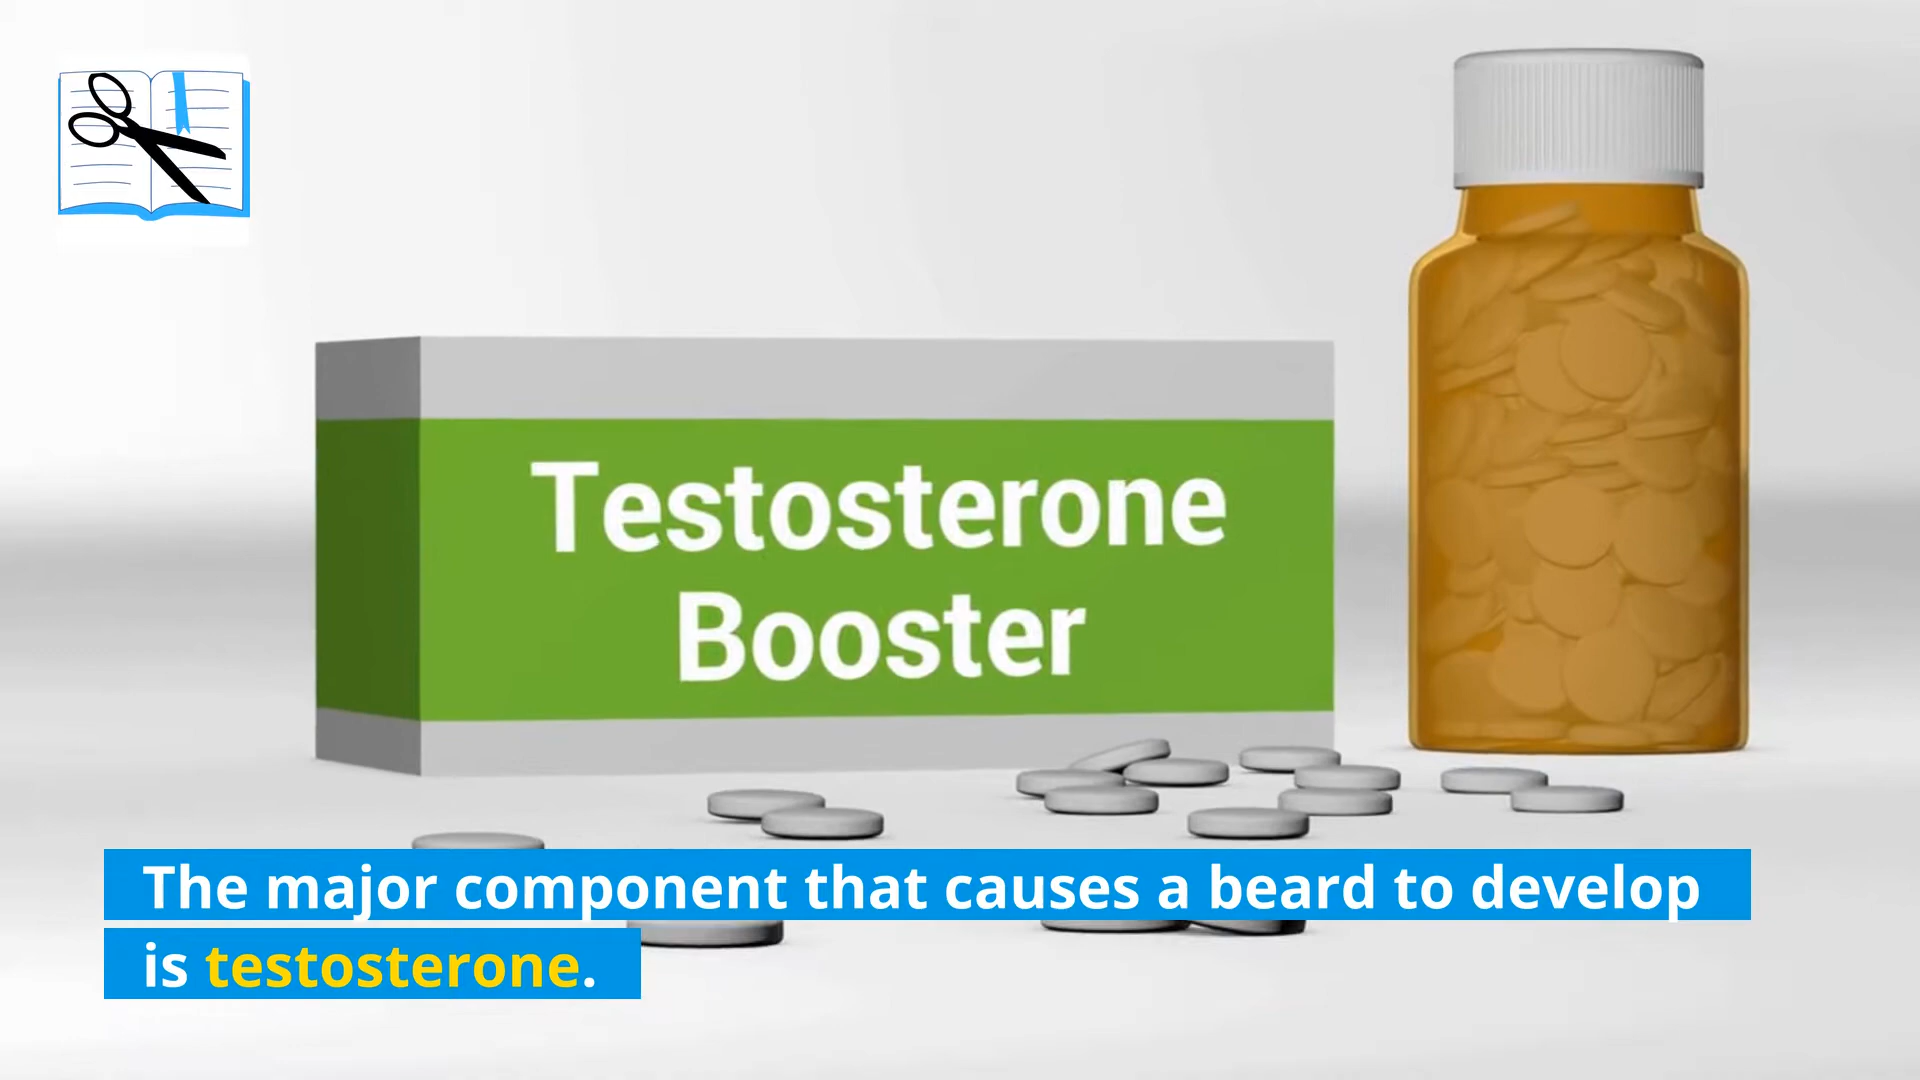 Testosterone
Booster
The major component that causes a beard to develop
is testosterone.